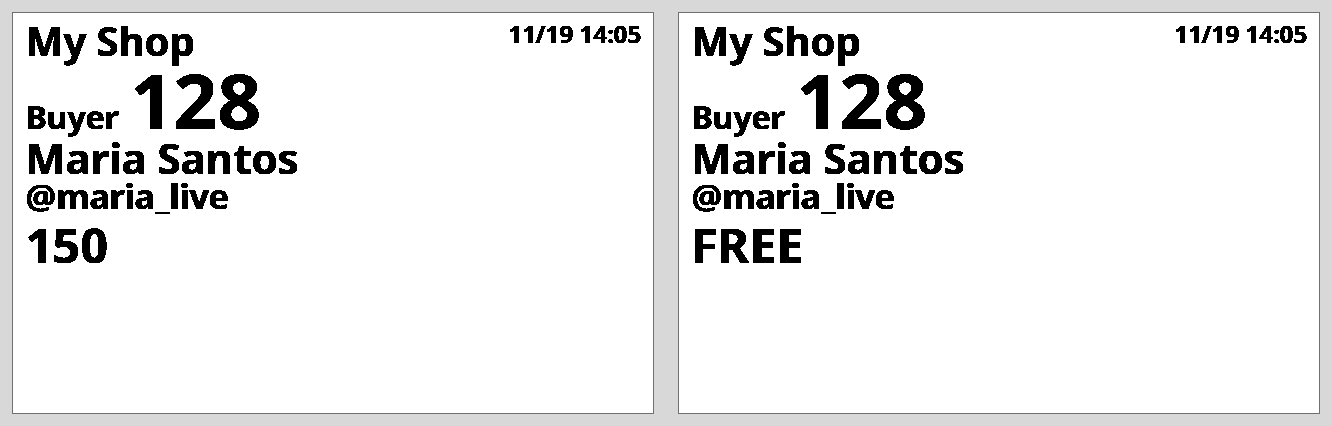 My Shop 11/19 14:05
Buyer 128
Maria Santos
@maria_live
150
My Shop 11/19 14:05
Buyer 128
Maria Santos
@maria_live
FREE